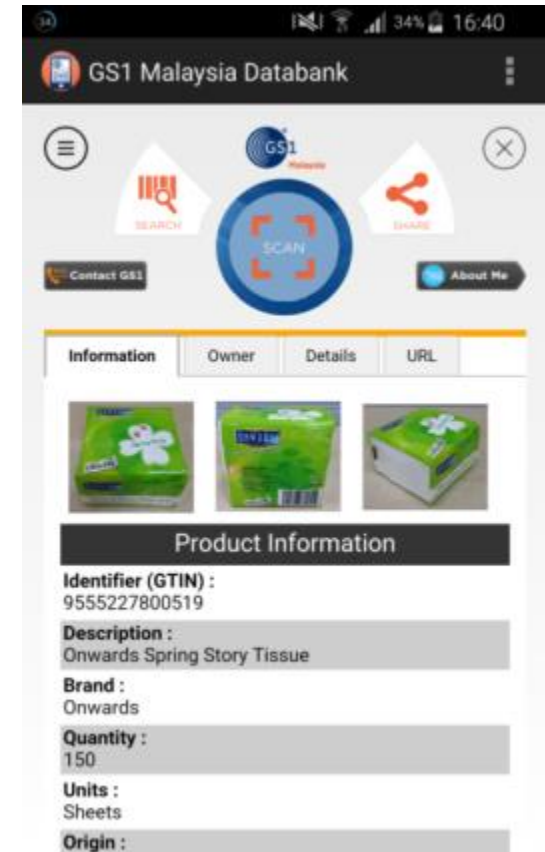 34
34% 16:40
GS1 Malaysia Databank
GS1
Malaysia
SEARCH
SCAN
SHARE
Contact GS1
About Me
Information Owner Details URL
Product Information
Identifier (GTIN) :
9555227800519
Description :
Onwards Spring Story Tissue
Brand :
Onwards
Quantity :
150
Units :
Sheets
Origin :